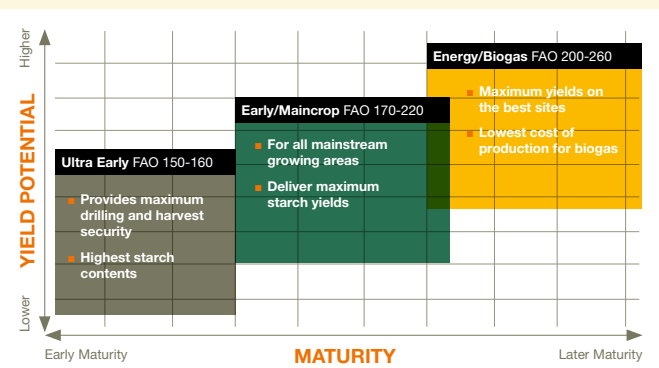 Higher
YIELD POTENTIAL
Lower
Energy/Biogas FAO 200-260
Maximum yields on
the best sites
Lowest cost of
production for biogas
Early/Maincrop FAO 170-220
For all mainstream
growing areas
Deliver maximum
starch yields
Ultra Early FAO 150-160
Provides maximum
drilling and harvest
security
Highest starch
contents
Early Maturity
MATURITY
Later Maturity